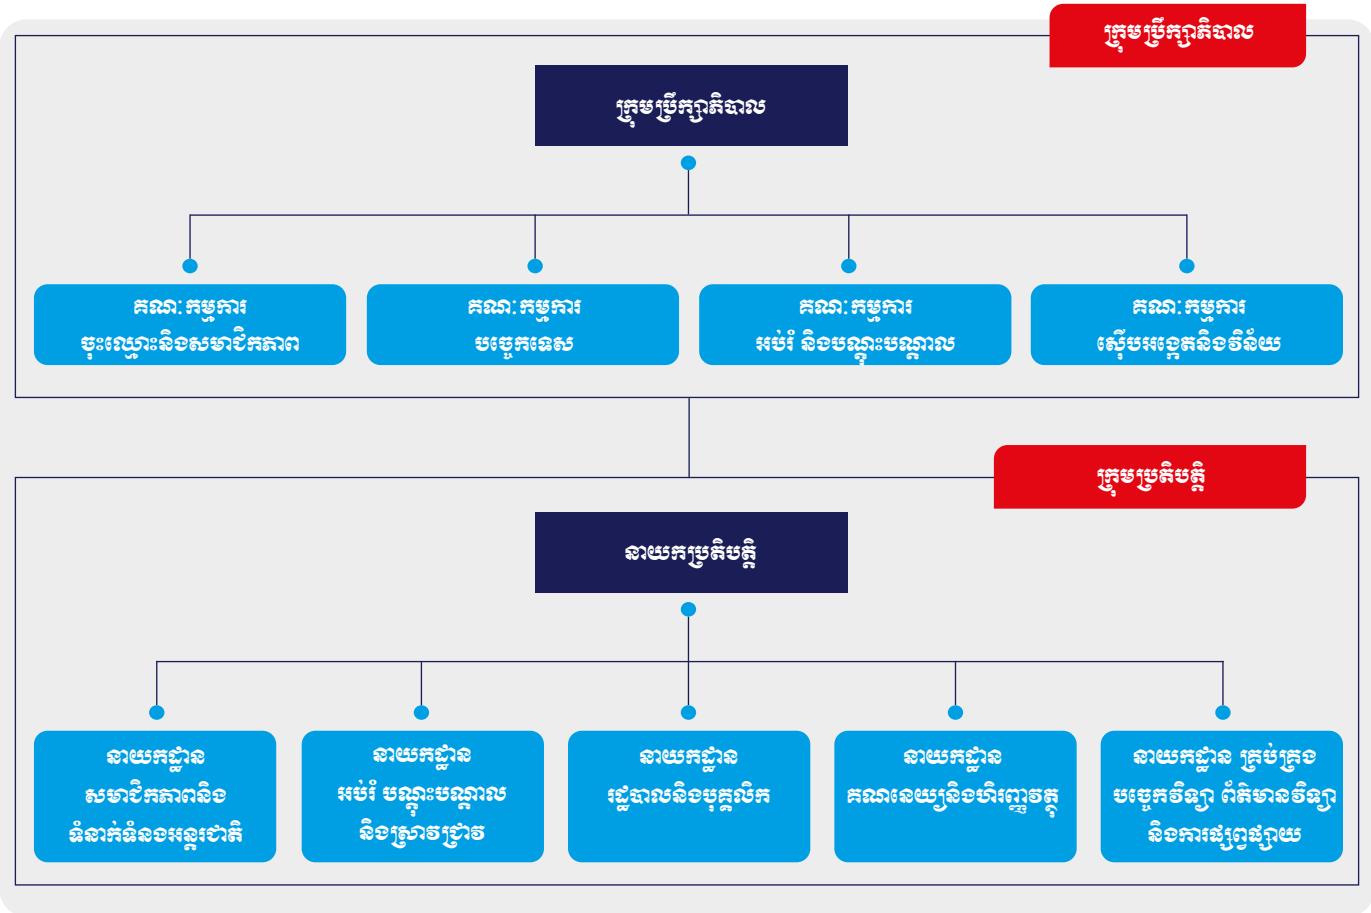 ក្រុមប្រឹក្សាភិបាល
ក្រុមប្រឹក្សាភិបាល
គណៈកម្មការ
ចុះឈ្មោះនិងសមាជិកភាព
គណៈកម្មការ
បច្ចេកទេស
គណៈកម្មការ
អប់រំ និងបណ្តុះបណ្តាល
គណៈកម្មការ
ស៊ើបអង្កេតនិងវិន័យ
ក្រុមប្រតិបត្តិ
នាយកប្រតិបត្តិ
នាយកដ្ឋាន
សមាជិកភាពនិង
ទំនាក់ទំនងអន្តរជាតិ
នាយកដ្ឋាន
អប់រំ បណ្តុះបណ្តាល
និងស្រាវជ្រាវ
នាយកដ្ឋាន
រដ្ឋបាលនិងបុគ្គលិក
នាយកដ្ឋាន
គណនេយ្យនិងហិរញ្ញវត្ថុ
នាយកដ្ឋាន គ្រប់គ្រង
បច្ចេកវិទ្យា ព័ត៌មានវិទ្យា
និងការផ្សព្វផ្សាយ